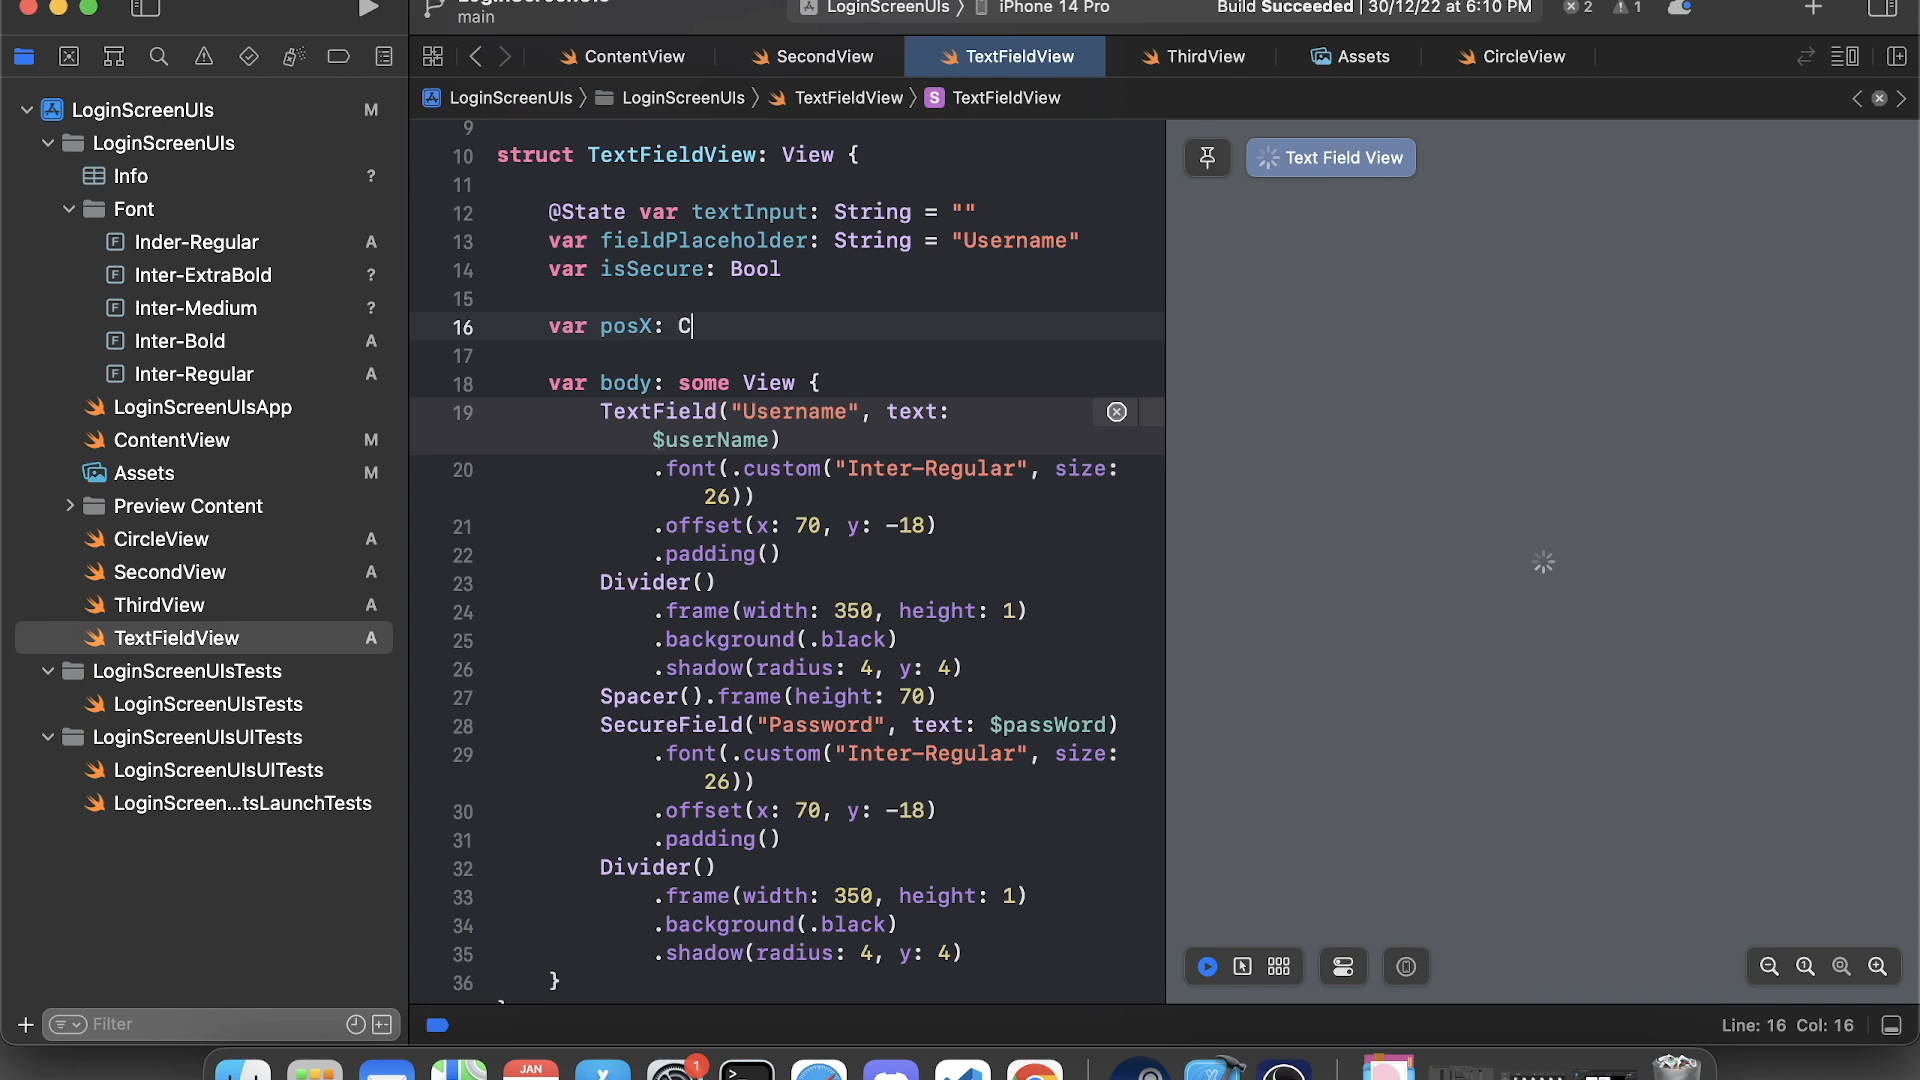 main
LoginScreenUIs 〉 iPhone 14 Pro
Build Succeeded | 30/12/22 at 6:10 PM
2
1
ContentView
SecondView
TextFieldView
ThirdView
Assets
CircleView
LoginScreenUIs 〉 LoginScreenUIs 〉 TextFieldView 〉 S TextFieldView
LoginScreenUIs M
LoginScreenUIs
Info ?
Font
Inder-Regular A
Inter-ExtraBold ?
Inter-Medium ?
Inter-Bold A
Inter-Regular A
LoginScreenUIsApp
ContentView M
Assets M
Preview Content
CircleView A
SecondView A
ThirdView A
TextFieldView A
LoginScreenUIsTests
LoginScreenUIsTests
LoginScreenUIsUITests
LoginScreenUIsUITests
LoginScreen...tsLaunchTests
Filter
9
10 struct TextFieldView: View {
11
12 @State var textInput: String = ""
13 var fieldPlaceholder: String = "Username"
14 var isSecure: Bool
15
16 var posX: C
17
18 var body: some View {
19 TextField("Username", text:
$userName)
20 .font(.custom("Inter-Regular", size:
26))
21 .offset(x: 70, y: -18)
22 .padding()
23 Divider()
24 .frame(width: 350, height: 1)
25 .background(.black)
26 .shadow(radius: 4, y: 4)
27 Spacer().frame(height: 70)
28 SecureField("Password", text: $passWord)
29 .font(.custom("Inter-Regular", size:
26))
30 .offset(x: 70, y: -18)
31 .padding()
32 Divider()
33 .frame(width: 350, height: 1)
34 .background(.black)
35 .shadow(radius: 4, y: 4)
36 }
Text Field View
Line: 16 Col: 16
JAN
1